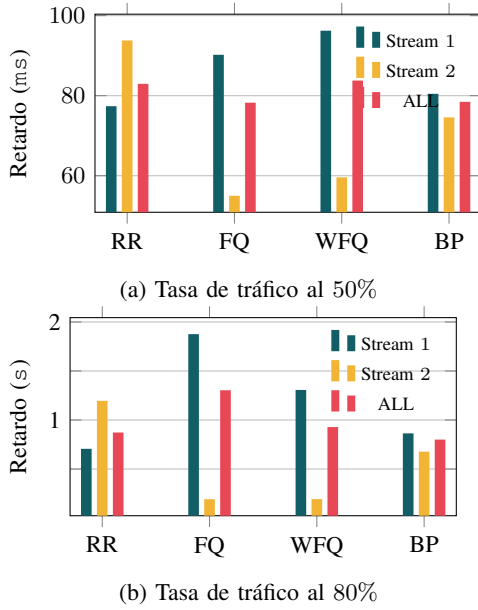 100
80
60
Retardo (ms)
Stream 1
Stream 2
ALL
RR FQ WFQ BP
(a) Tasa de tráfico al 50%
2
1
Retardo (s)
Stream 1
Stream 2
ALL
RR FQ WFQ BP
(b) Tasa de tráfico al 80%